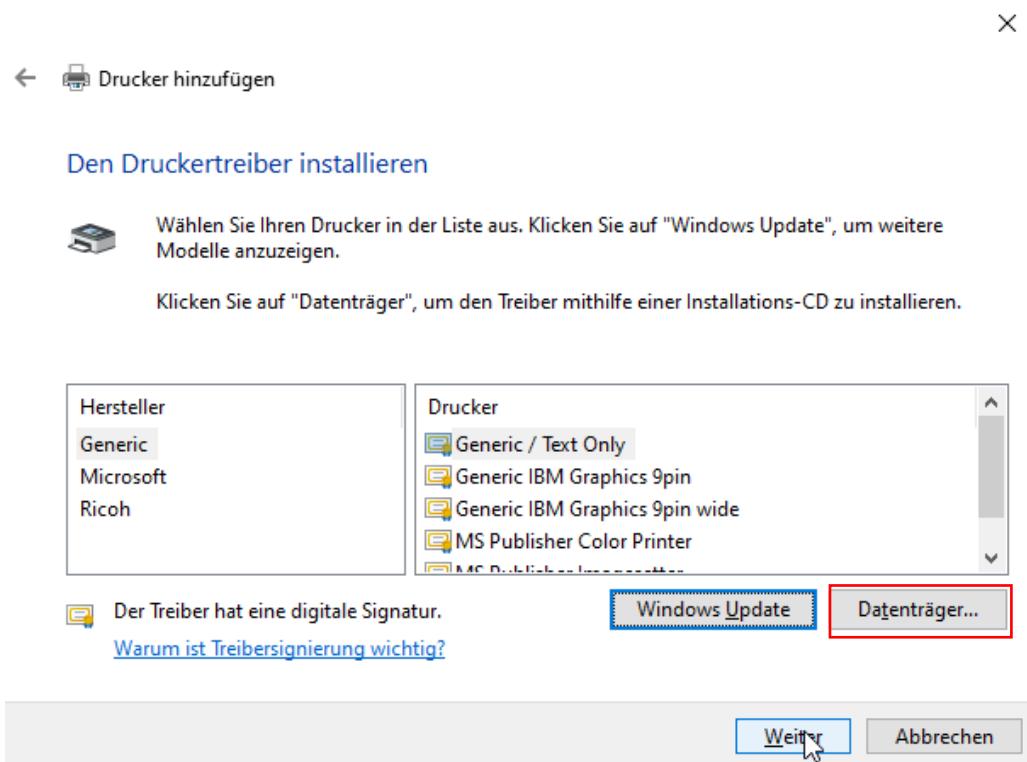 Drucker hinzufügen
Den Druckertreiber installieren
Wählen Sie Ihren Drucker in der Liste aus. Klicken Sie auf "Windows Update", um weitere
Modelle anzuzeigen.
Klicken Sie auf "Datenträger", um den Treiber mithilfe einer Installations-CD zu installieren.
Hersteller
Generic
Microsoft
Ricoh
Drucker
Generic / Text Only
Generic IBM Graphics 9pin
Generic IBM Graphics 9pin wide
MS Publisher Color Printer
MS Publisher Imagesetter
Der Treiber hat eine digitale Signatur.
Warum ist Treibersignierung wichtig?
Windows Update
Datenträger...
Weiter
Abbrechen